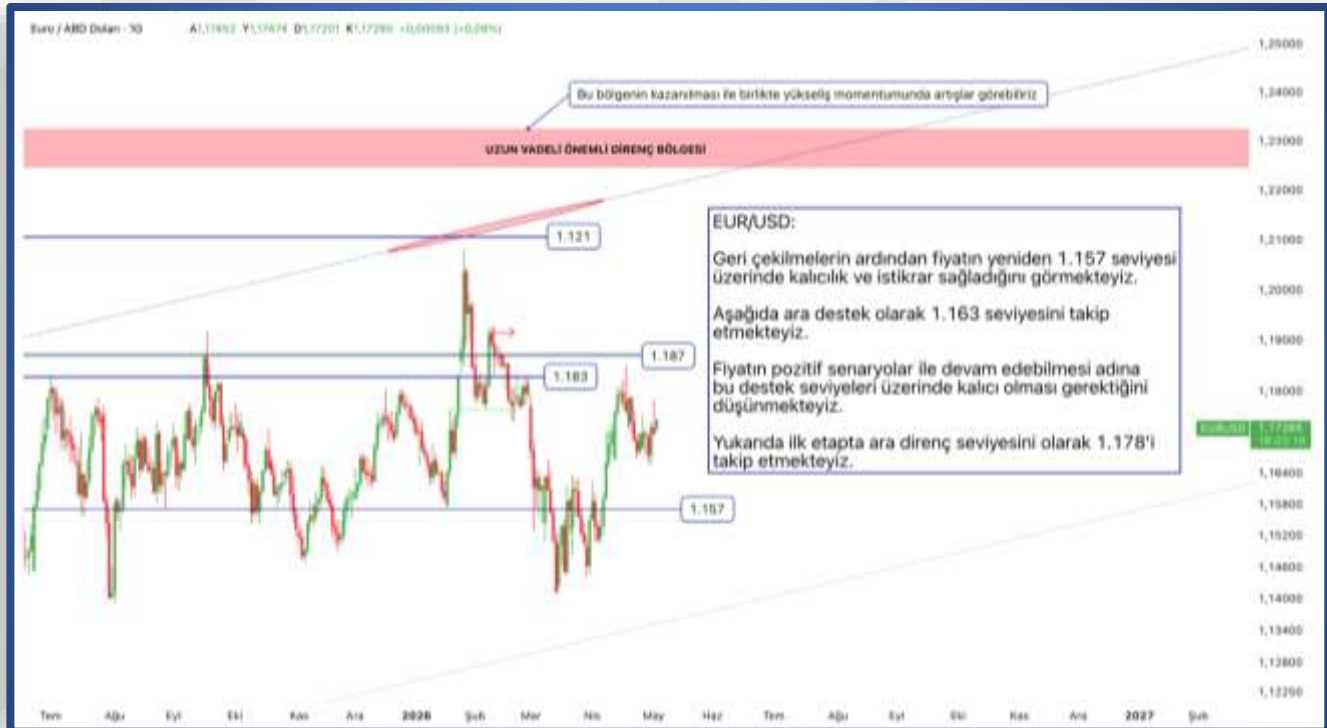 Euro / ABD Doları - 1G
Bu bölgenin kazanılması ile birlikte yükseliş momentumunda artışlar görebiliriz
UZUN VADELİ ÖNEMLİ DİRENÇ BÖLGESİ
1.121
1.187
1.183
1.157
EUR/USD:
Geri çekilmelerin ardından fiyatın yeniden 1.157 seviyesi
üzerinde kalıcılık ve istikrar sağladığını görmekteyiz.
Aşağıda ara destek olarak 1.163 seviyesini takip
etmekteyiz.
Fiyatın pozitif senaryolar ile devam edebilmesi adına
bu destek seviyeleri üzerinde kalıcı olması gerektiğini
düşünmekteyiz.
Yukarıda ilk etapta ara direnç seviyesini olarak 1.178'i
takip etmekteyiz.
1,25000
1,24000
1,23000
1,22000
1,21000
1,20000
1,19000
1,18000
EURUSD
1,16400
1,15800
1,15200
1,14600
1,14000
1,13400
1,12800
1,12250
Tem Ağu Eyl Eki Kas Ara 2026 Şub Mar Nis May Haz Tem Ağu Eyl Eki Kas Ara 2027 Şub